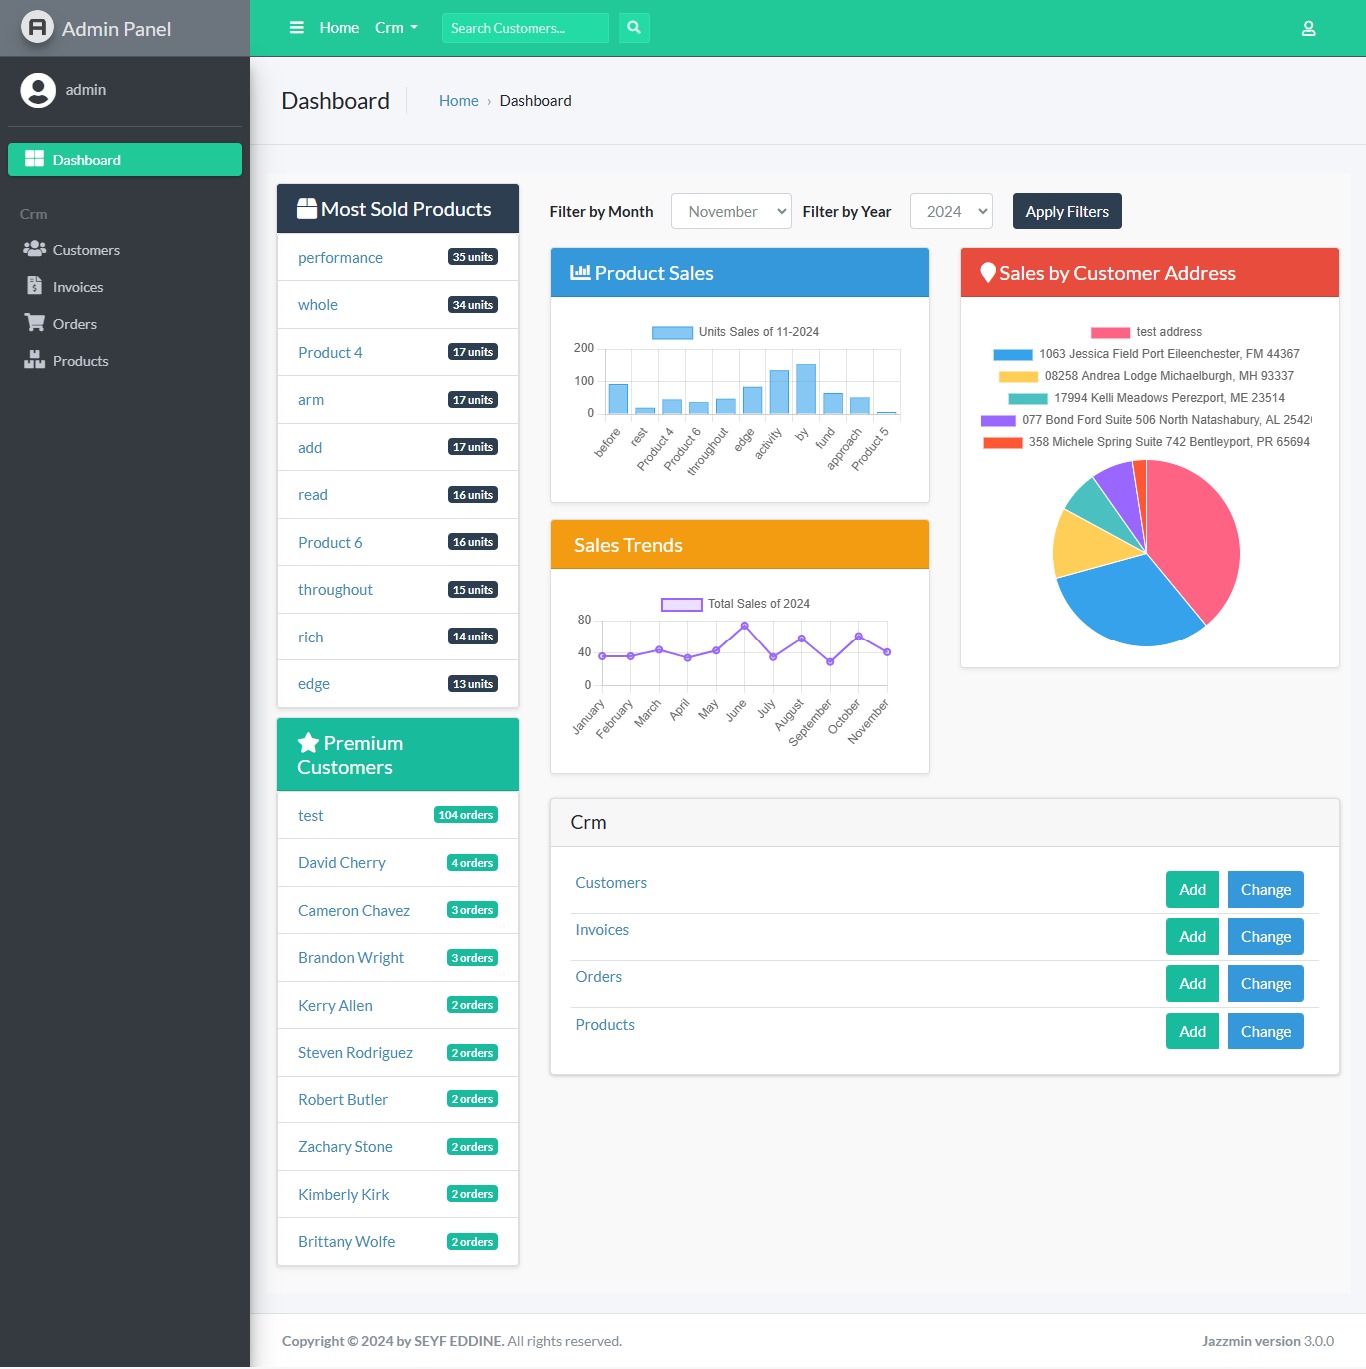 Admin Panel
Home
Crm
Search Customers...
admin
Dashboard
Crm
Customers
Invoices
Orders
Products
Dashboard
Home › Dashboard
Most Sold Products
performance 35 units
whole 34 units
Product 4 17 units
arm 17 units
add 17 units
read 16 units
Product 6 16 units
throughout 15 units
rich 14 units
edge 13 units
Premium
Customers
test 104 orders
David Cherry 4 orders
Cameron Chavez 3 orders
Brandon Wright 3 orders
Kerry Allen 2 orders
Steven Rodriguez 2 orders
Robert Butler 2 orders
Zachary Stone 2 orders
Kimberly Kirk 2 orders
Brittany Wolfe 2 orders
Filter by Month November Filter by Year 2024 Apply Filters
Product Sales
Units Sales of 11-2024
200
100
0
before
rest
Product 4
Product 6
throughout
edge
activity
by
fund
approach
Product 5
Sales Trends
Total Sales of 2024
80
40
0
January
February
March
April
May
June
July
August
September
October
November
Sales by Customer Address
test address
1063 Jessica Field Port Eileenchester, FM 44367
08258 Andrea Lodge Michaelburgh, MH 93337
17994 Kelli Meadows Perezport, ME 23514
077 Bond Ford Suite 506 North Natashabury, AL 2542
358 Michele Spring Suite 742 Bentleyport, PR 65694
Crm
Customers Add Change
Invoices Add Change
Orders Add Change
Products Add Change
Copyright © 2024 by SEYF EDDINE. All rights reserved.
Jazzmin version 3.0.0